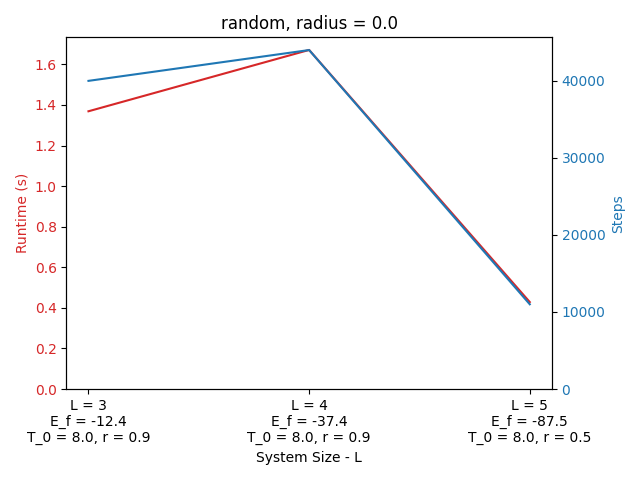 random, radius = 0.0
Runtime (s)
1.6
1.4
1.2
1.0
0.8
0.6
0.4
0.2
0.0
40000
30000
20000
10000
0
Steps
L = 3
E_f = -12.4
T_0 = 8.0, r = 0.9
L = 4
E_f = -37.4
T_0 = 8.0, r = 0.9
L = 5
E_f = -87.5
T_0 = 8.0, r = 0.5
System Size - L